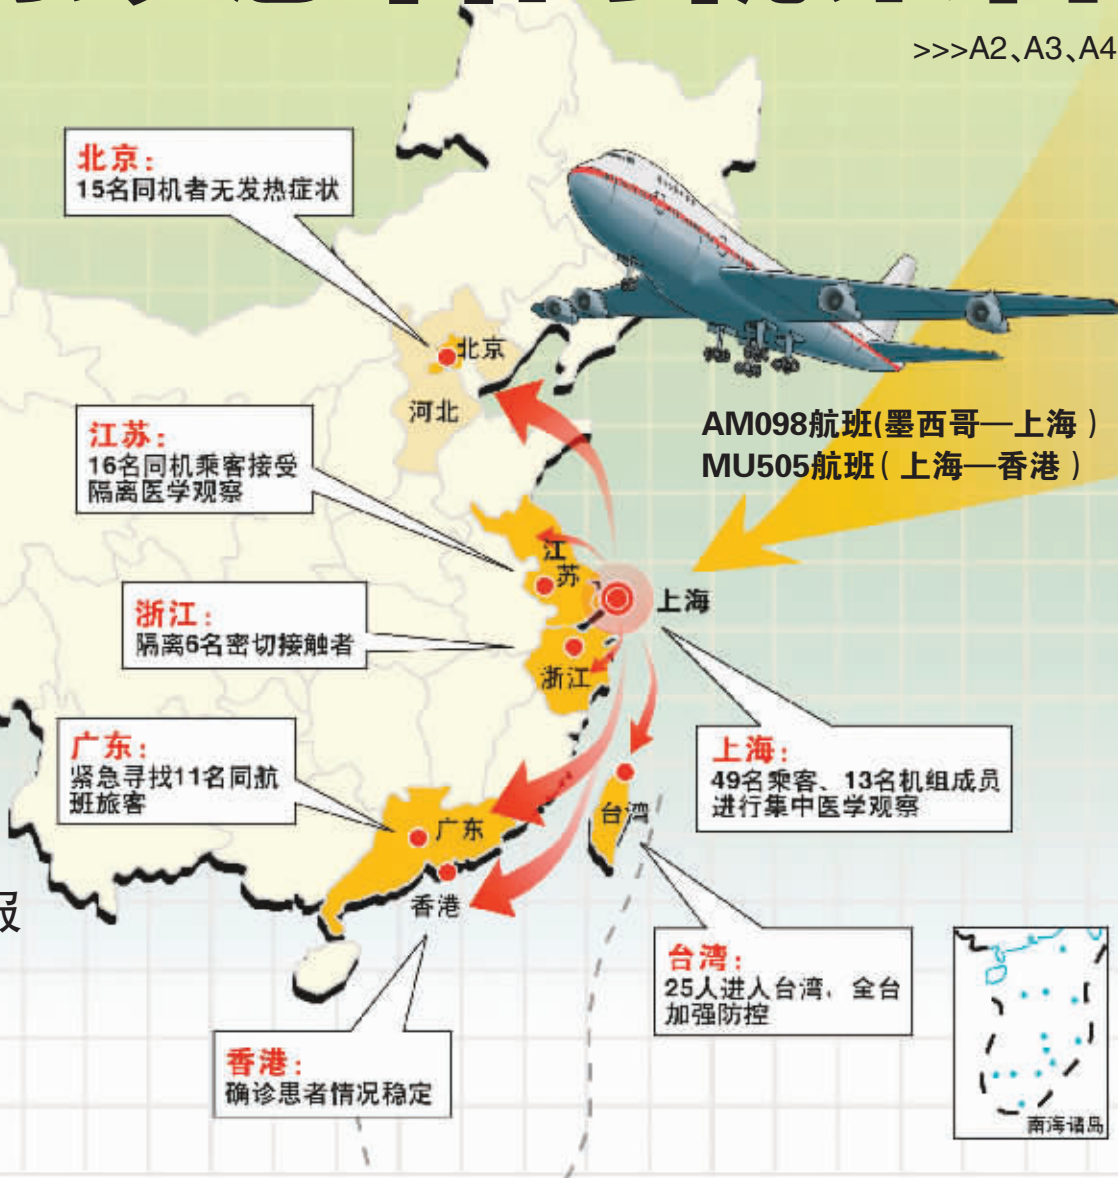 >>>A2、A3、A4
北京：
15名同机者无发热症状
北京
河北
AM098航班(墨西哥—上海）
MU505航班（上海—香港）
江苏：
16名同机乘客接受
隔离医学观察
江
苏
上海
浙江：
隔离6名密切接触者
浙江
广东：
紧急寻找11名同航
班旅客
上海：
49名乘客、13名机组成员
进行集中医学观察
台湾
广东
香港
报
台湾：
25人进入台湾，全台
加强防控
香港：
确诊患者情况稳定
南海诸岛